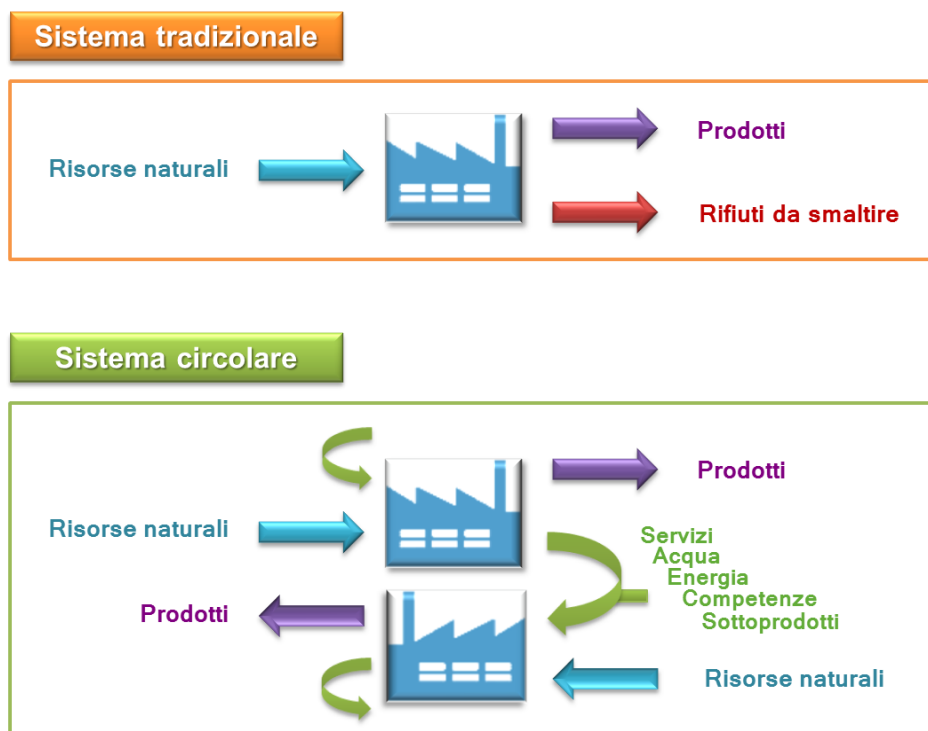 Sistema tradizionale
Risorse naturali
Prodotti
Rifiuti da smaltire
Sistema circolare
Prodotti
Risorse naturali
Servizi
Acqua
Energia
Competenze
Sottoprodotti
Prodotti
Risorse naturali